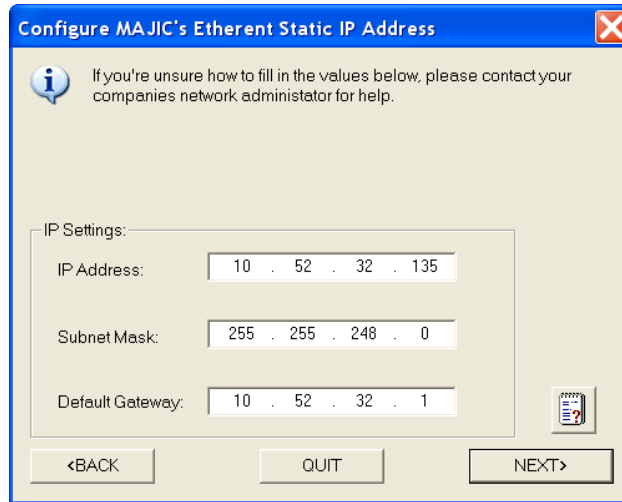 Configure MAJIC's Etherent Static IP Address
If you're unsure how to fill in the values below, please contact your
companies network administator for help.
IP Settings:
IP Address: 10 . 52 . 32 . 135
Subnet Mask: 255 . 255 . 248 . 0
Default Gateway: 10 . 52 . 32 . 1
<BACK QUIT NEXT>